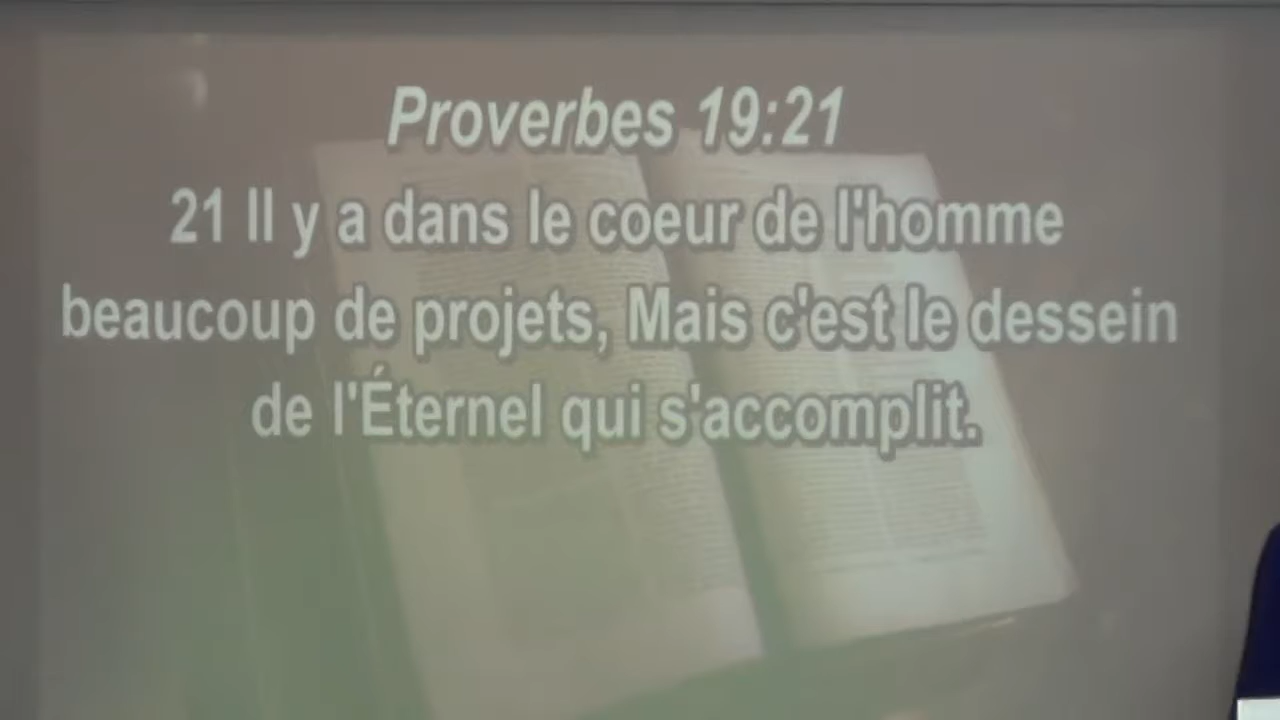 Proverbes 19:21
21 Il y a dans le coeur de l'homme
beaucoup de projets, Mais c'est le dessein
de l'Éternel qui s'accomplit.